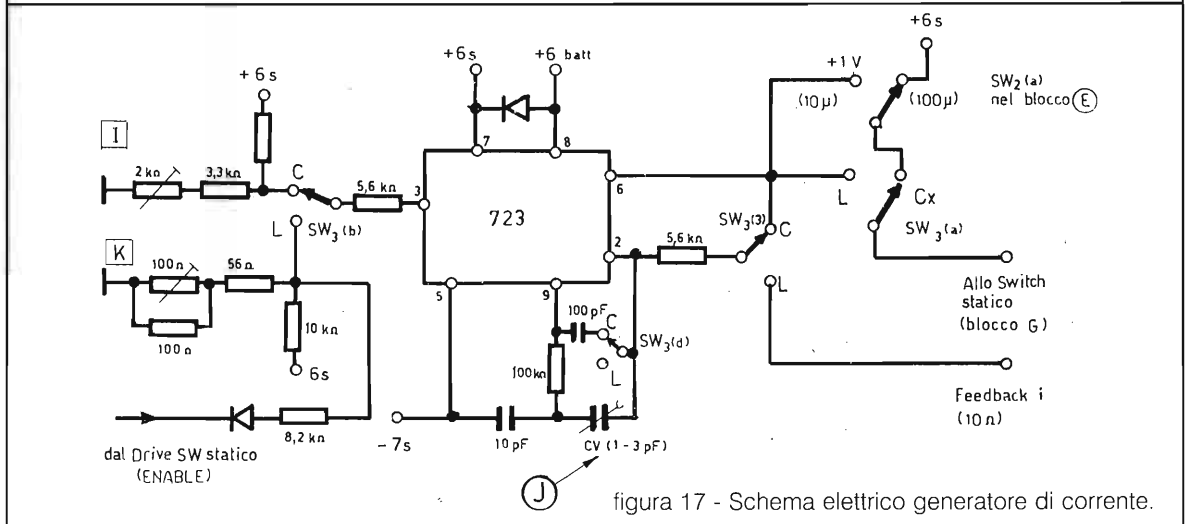 +6s
+6s
+6 batt
+1 V
(10µ)
(100µ)
SW2(a)
nel blocco E
+ 6s
I
2 kΩ
3,3 kΩ
C
5,6 kΩ
L
SW3(b)
3
7
8
723
6
2
5
9
5,6 kΩ
SW3(3)
C
L
L
Cx
SW3(a)
K
100 Ω
56 Ω
100 Ω
10 kΩ
6s
100 pF
C
SW3(d)
L
100kΩ
Allo Switch
statico
(blocco G)
Feedback i
(10Ω)
8,2 kΩ
dal Drive SW statico
(ENABLE)
- 7s
10 pF
CV (1-3 pF)
J
figura 17 - Schema elettrico generatore di corrente.